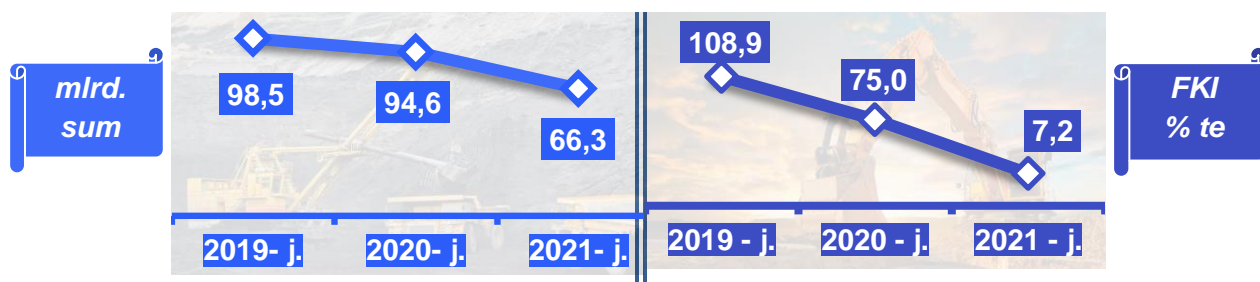 mlrd.
sum
98,5
94,6
66,3
2019- j.
2020- j.
2021- j.
108,9
75,0
7,2
2019 - j.
2020 - j.
2021 - j.
FKI
% te